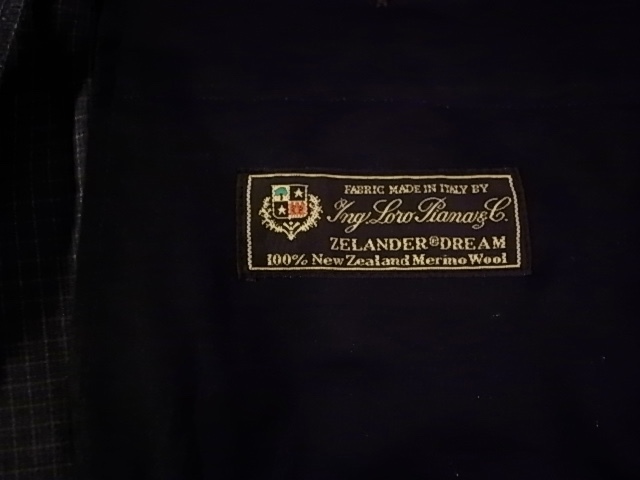 FABRIC MADE IN ITALY BY
Ing. Loro Piana & C.
ZELANDER® DREAM
100% New Zealand Merino Wool